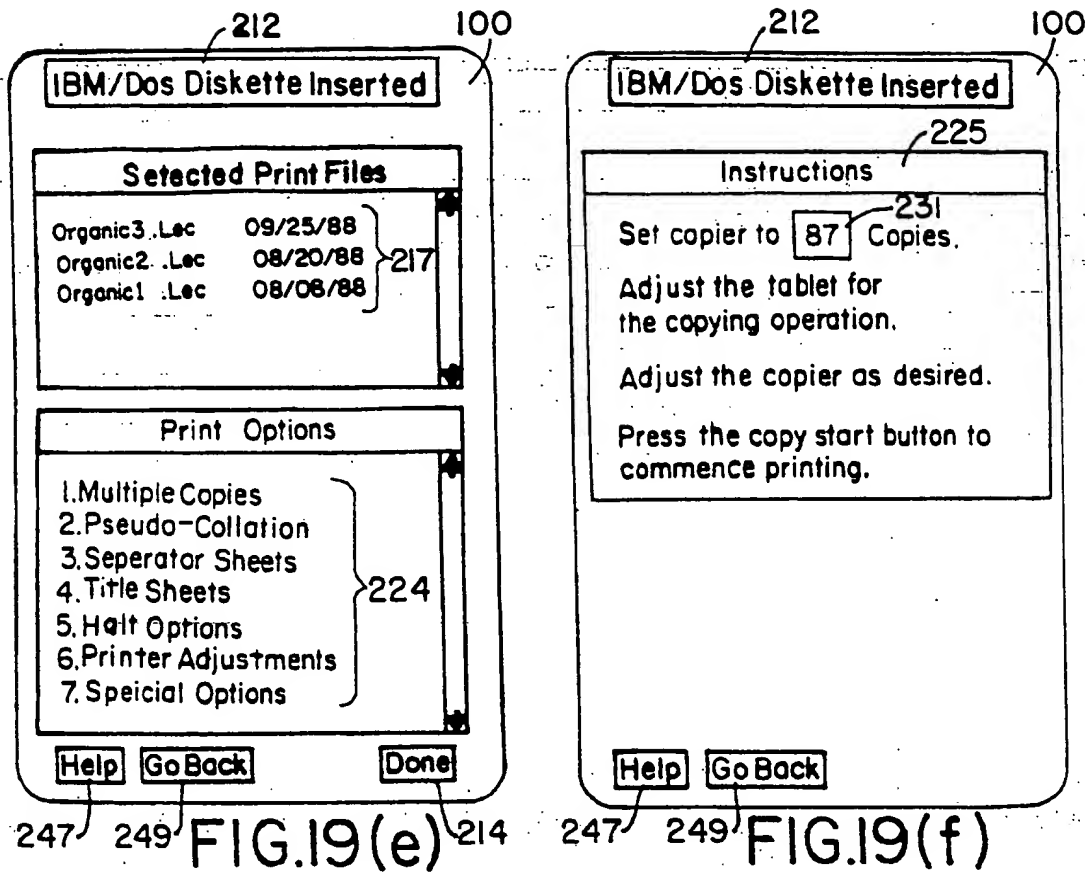 212
100
IBM/Dos Diskette Inserted
Setected Print Files
Organic3..Lec 09/25/88
Organic2. .Lec 08/20/88
Organic1 .Lec 08/08/88
217
Print Options
1.Multiple Copies
2.Pseudo-Collation
3.Seperator Sheets
4.Title Sheets
5.Halt Options
6.Printer Adjustments
7.Speicial Options
224
Help
Go Back
Done
247
249
FIG.19(e)
214
212
100
IBM/Dos Diskette Inserted
225
Instructions
231
Set copier to 87 Copies.
Adjust the tablet for
the copying operation.
Adjust the copier as desired.
Press the copy start button to
commence printing.
Help
Go Back
247
249
FIG.19(f)